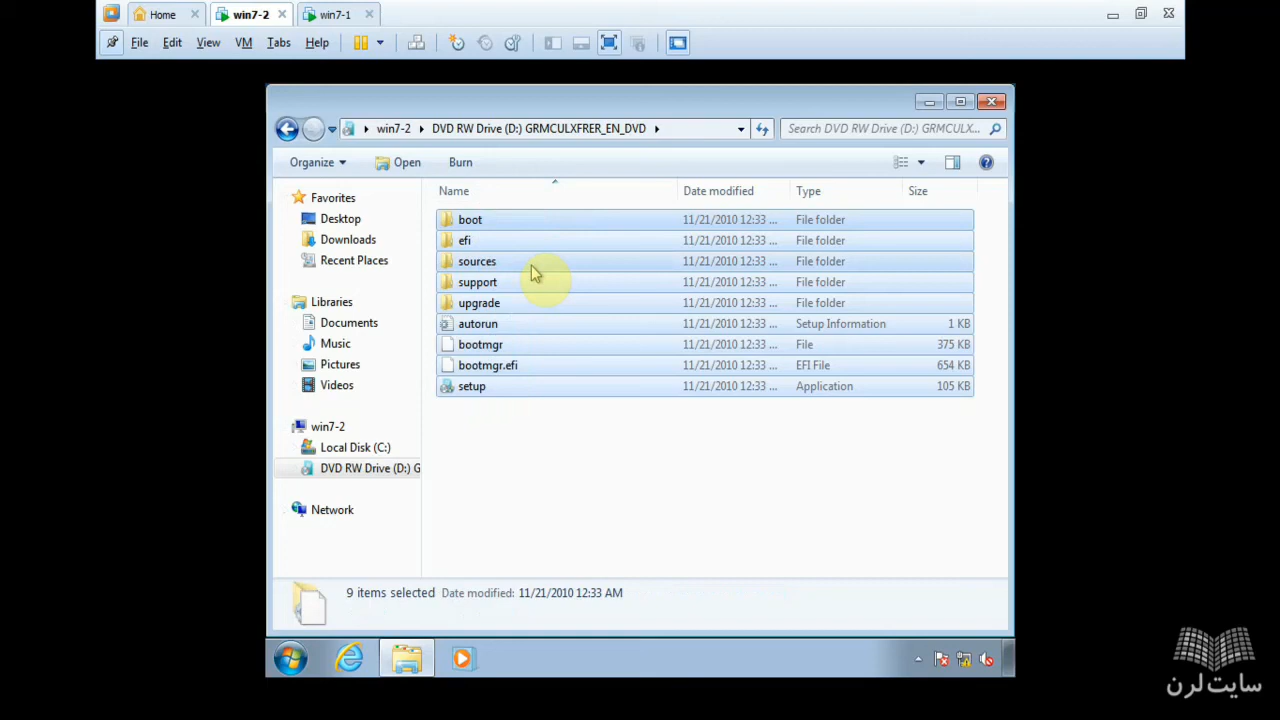 Home win7-2 win7-1
File Edit View VM Tabs Help
win7-2 DVD RW Drive (D:) GRMCULXFRER_EN_DVD Search DVD RW Drive (D:) GRMCULX...
Organize Open Burn
Name Date modified Type Size
Favorites
Desktop
Downloads
Recent Places
Libraries
Documents
Music
Pictures
Videos
win7-2
Local Disk (C:)
DVD RW Drive (D:) G
Network
boot 11/21/2010 12:33 ... File folder
efi 11/21/2010 12:33 ... File folder
sources 11/21/2010 12:33 ... File folder
support 11/21/2010 12:33 ... File folder
upgrade 11/21/2010 12:33 ... File folder
autorun 11/21/2010 12:33 ... Setup Information 1 KB
bootmgr 11/21/2010 12:33 ... File 375 KB
bootmgr.efi 11/21/2010 12:33 ... EFI File 654 KB
setup 11/21/2010 12:33 ... Application 105 KB
9 items selected Date modified: 11/21/2010 12:33 AM
سایت لرن